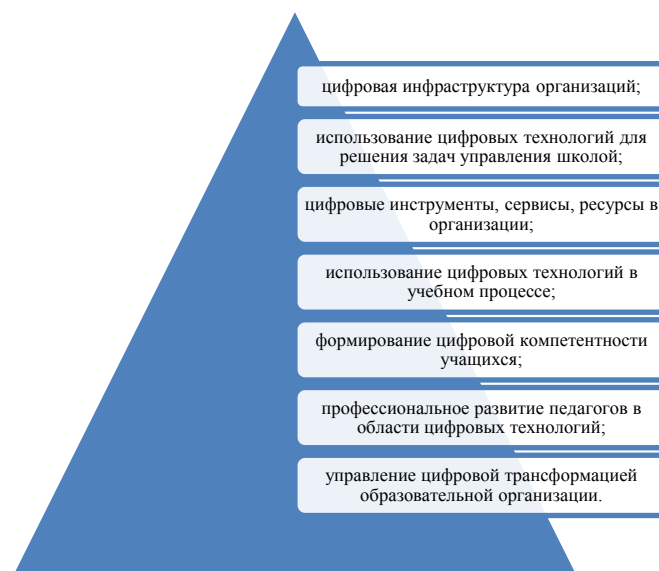 цифровая инфраструктура организаций;
использование цифровых технологий для
решения задач управления школой;
цифровые инструменты, сервисы, ресурсы в
организации;
использование цифровых технологий в
учебном процессе;
формирование цифровой компетентности
учащихся;
профессиональное развитие педагогов в
области цифровых технологий;
управление цифровой трансформацией
образовательной организации.